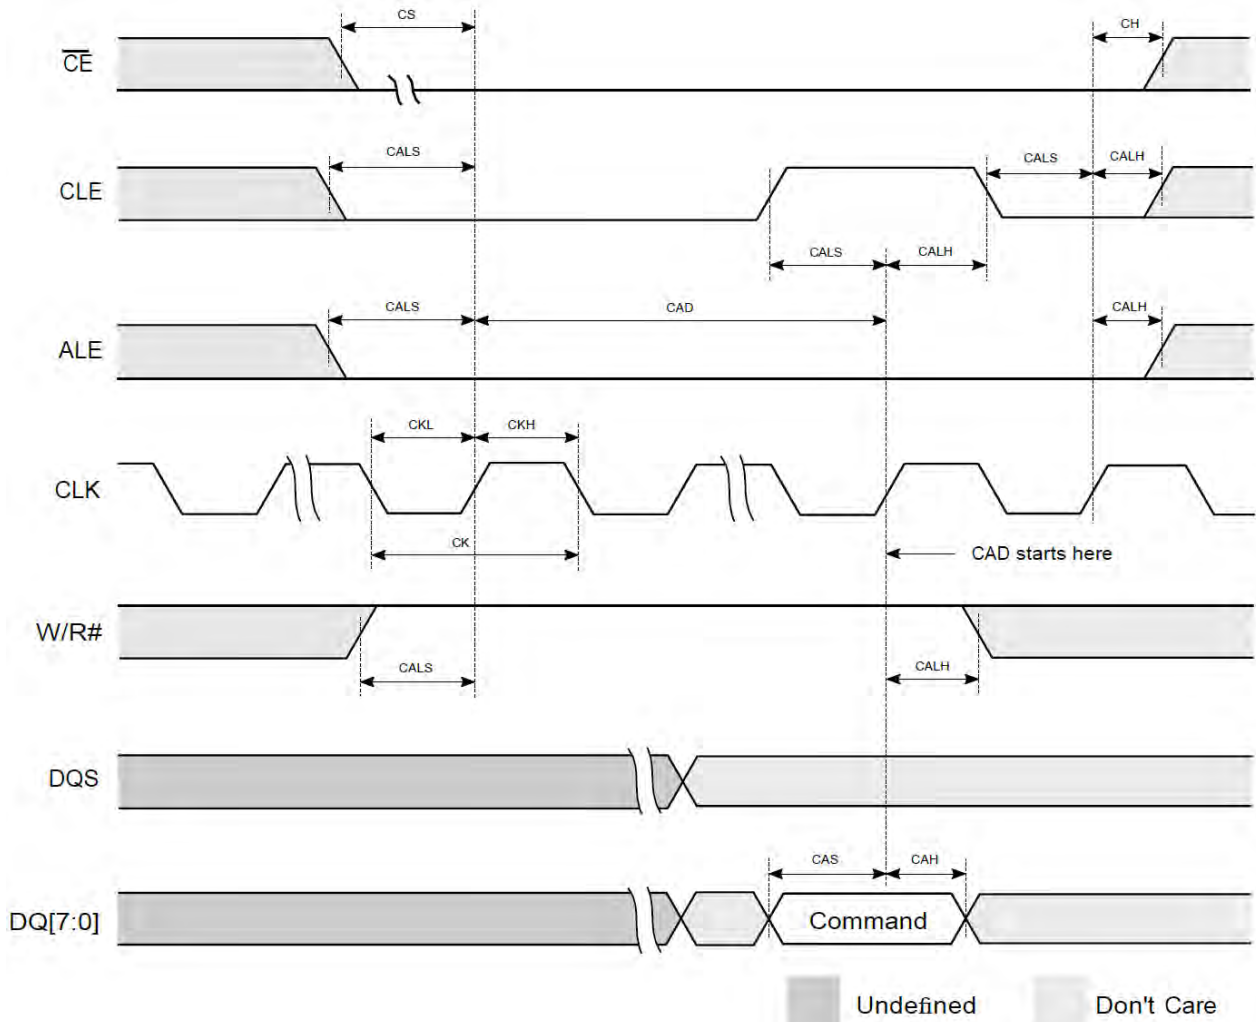 CS
CH
CE
CALS
CALS
CALH
CLE
CALS
CALH
CALS
CAD
CALH
ALE
CKL
CKH
CLK
CK
CAD starts here
W/R#
CALS
CALH
DQS
CAS
CAH
DQ[7:0]
Command
Undefined
Don't Care